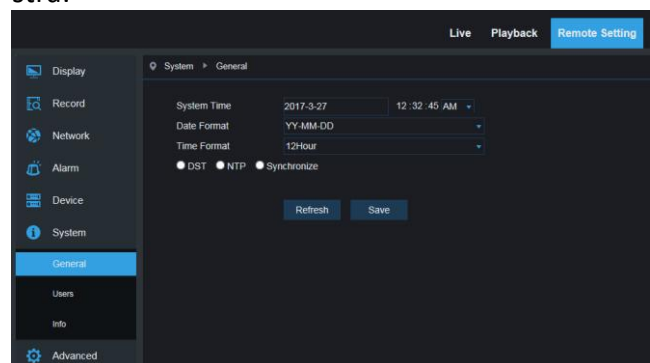 Live Playback Remote Setting
Display
System General
Record
System Time 2017-3-27 12:32:45 AM
Date Format YY-MM-DD
Network
Time Format 12Hour
Alarm
DST NTP Synchronize
Device
Refresh Save
System
General
Users
Info
Advanced